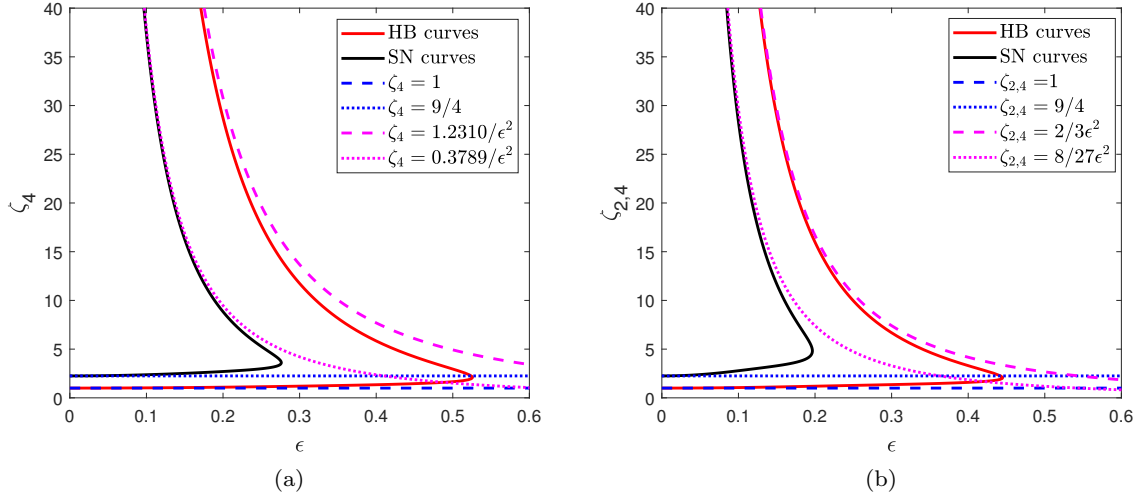 40
35
30
25
20
15
10
5
0
ζ₄
0
0.1
0.2
0.3
0.4
0.5
0.6
ϵ
HB curves
SN curves
ζ₄ = 1
ζ₄ = 9/4
ζ₄ = 1.2310/ϵ²
ζ₄ = 0.3789/ϵ²
(a)
40
35
30
25
20
15
10
5
0
ζ₂,₄
0
0.1
0.2
0.3
0.4
0.5
0.6
ϵ
HB curves
SN curves
ζ₂,₄ =1
ζ₂,₄ = 9/4
ζ₂,₄ = 2/3ϵ²
ζ₂,₄ = 8/27ϵ²
(b)